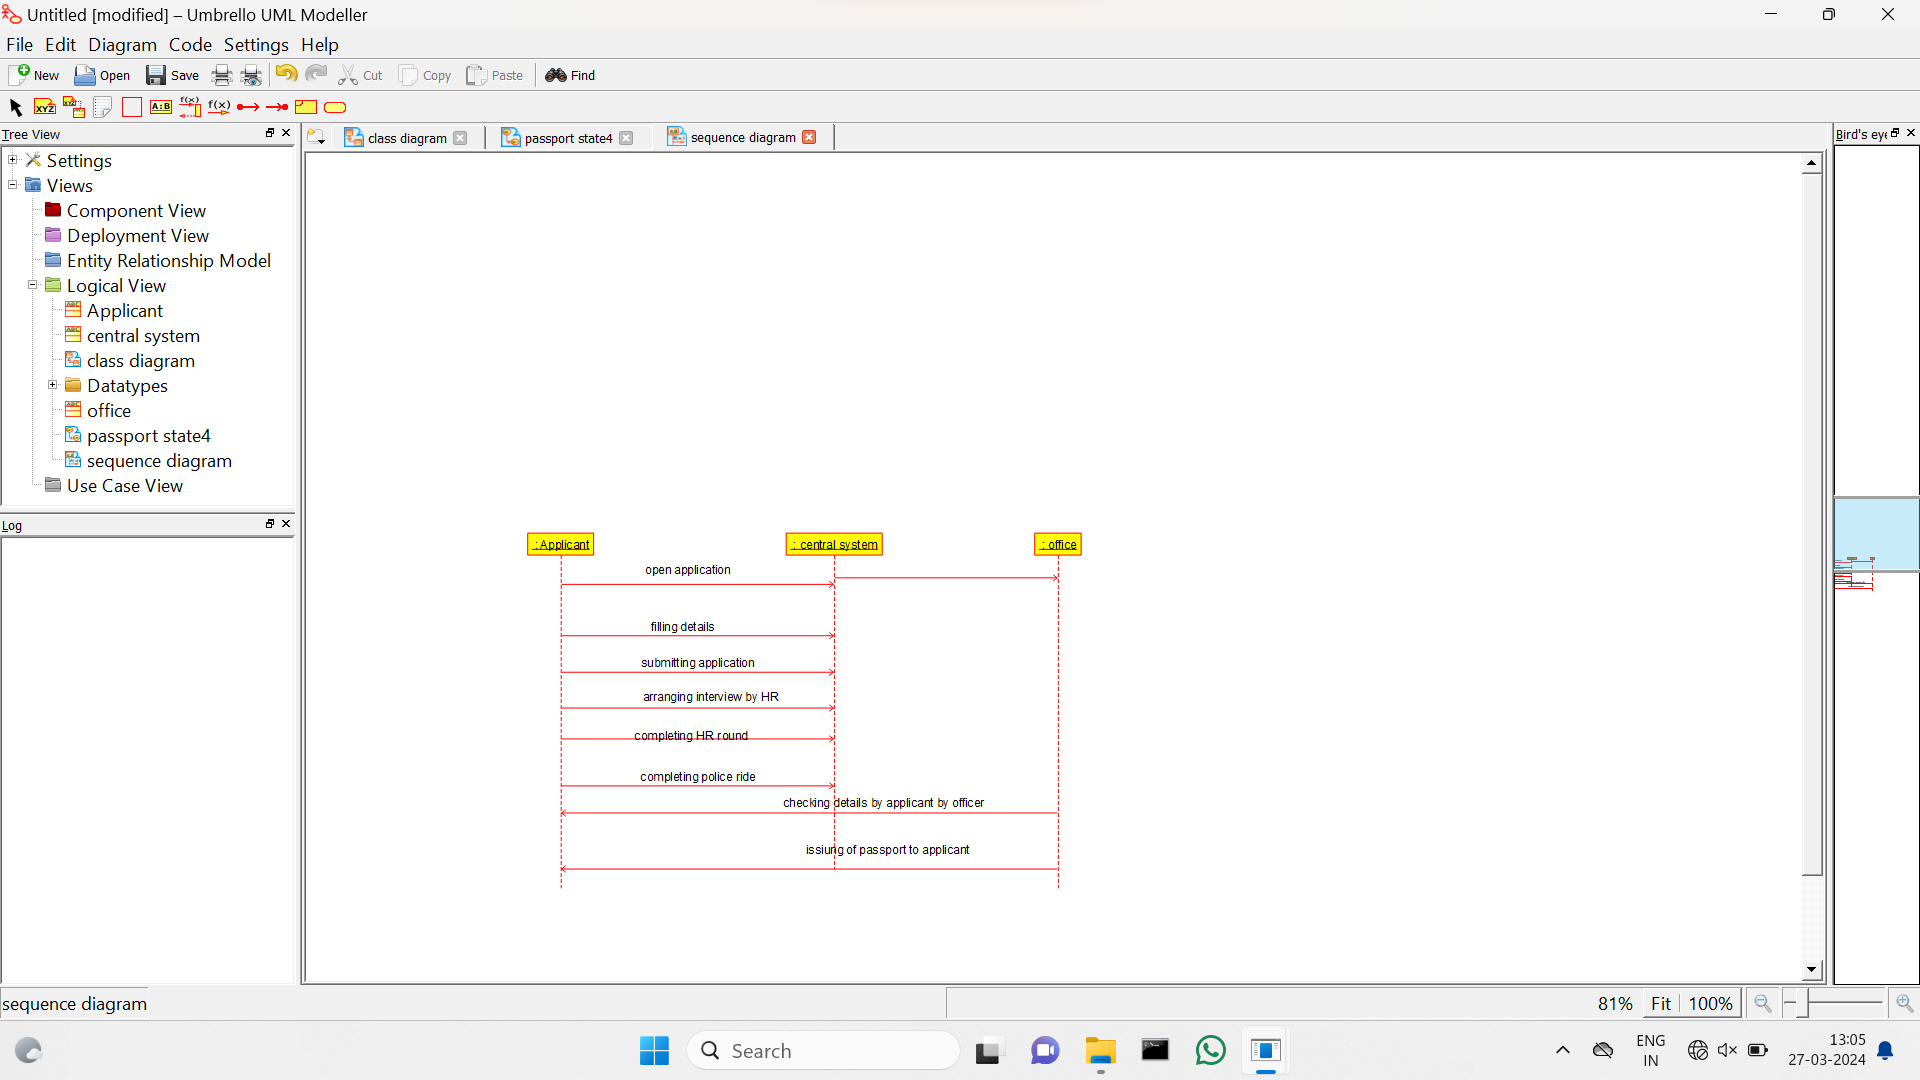 Untitled [modified] – Umbrello UML Modeller
File Edit Diagram Code Settings Help
New Open Save Cut Copy Paste Find
XYZ XYZ A:B f(x) f(x)
Tree View
class diagram passport state4 sequence diagram
Bird's eye
Settings
Views
Component View
Deployment View
Entity Relationship Model
Logical View
Applicant
central system
class diagram
Datatypes
office
passport state4
sequence diagram
Use Case View
Log
: Applicant : central system : office
open application
filling details
submitting application
arranging interview by HR
completing HR round
completing police ride
checking details by applicant by officer
issiung of passport to applicant
sequence diagram
81% Fit 100%
Search
ENG
IN
13:05
27-03-2024